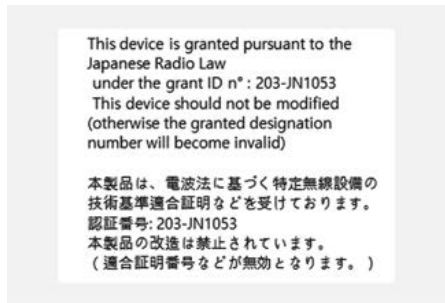 This device is granted pursuant to the
Japanese Radio Law
under the grant ID n° : 203-JN1053
This device should not be modified
(otherwise the granted designation
number will become invalid)
本製品は、電波法に基づく特定無線設備の
技術基準適合証明などを受けております。
認証番号: 203-JN1053
本製品の改造は禁止されています。
（適合証明番号などが無効となります。）